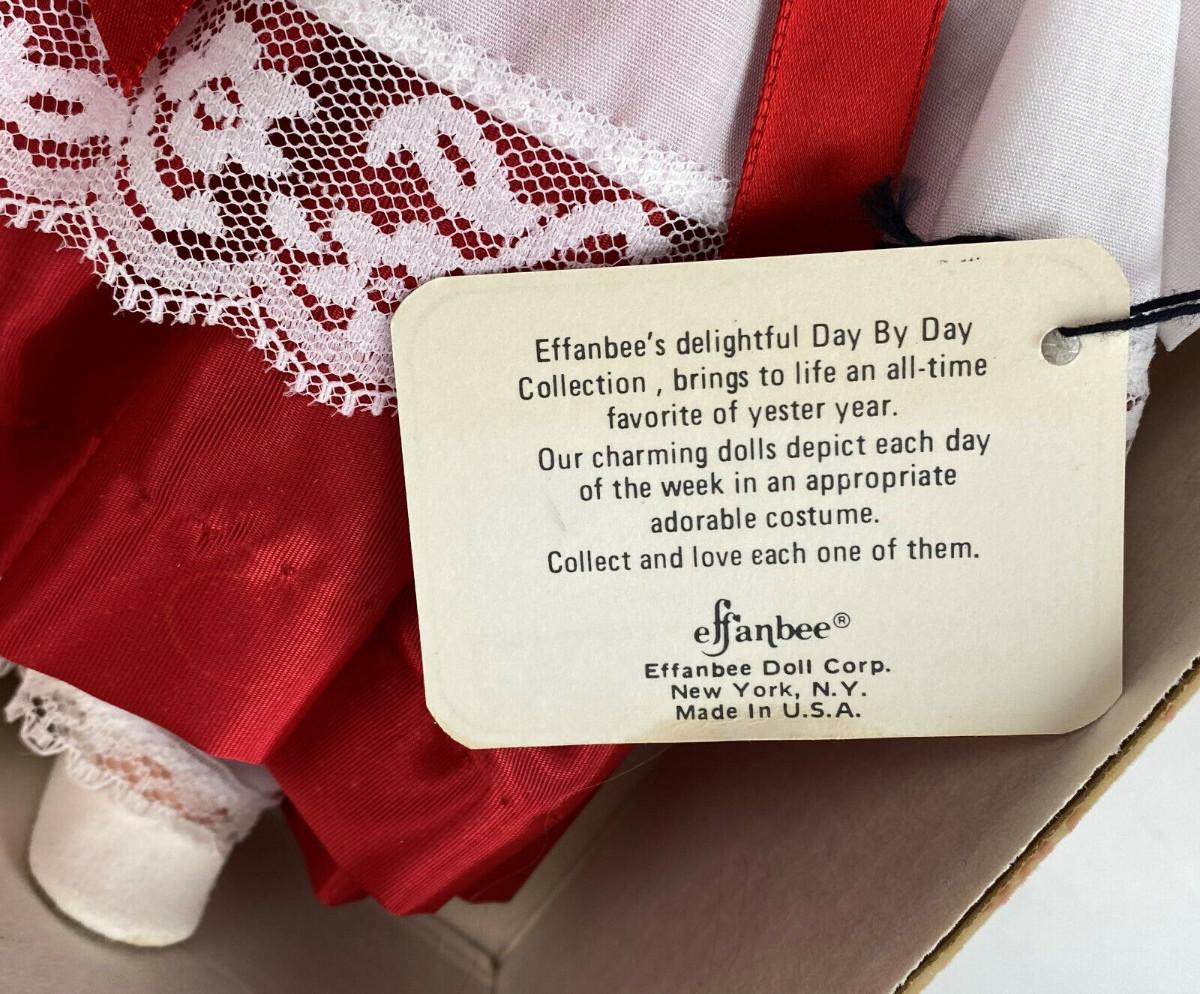 Effanbee's delightful Day By Day
Collection , brings to life an all-time
favorite of yester year.
Our charming dolls depict each day
of the week in an appropriate
adorable costume.
Collect and love each one of them.
effanbee®
Effanbee Doll Corp.
New York, N.Y.
Made In U.S.A.